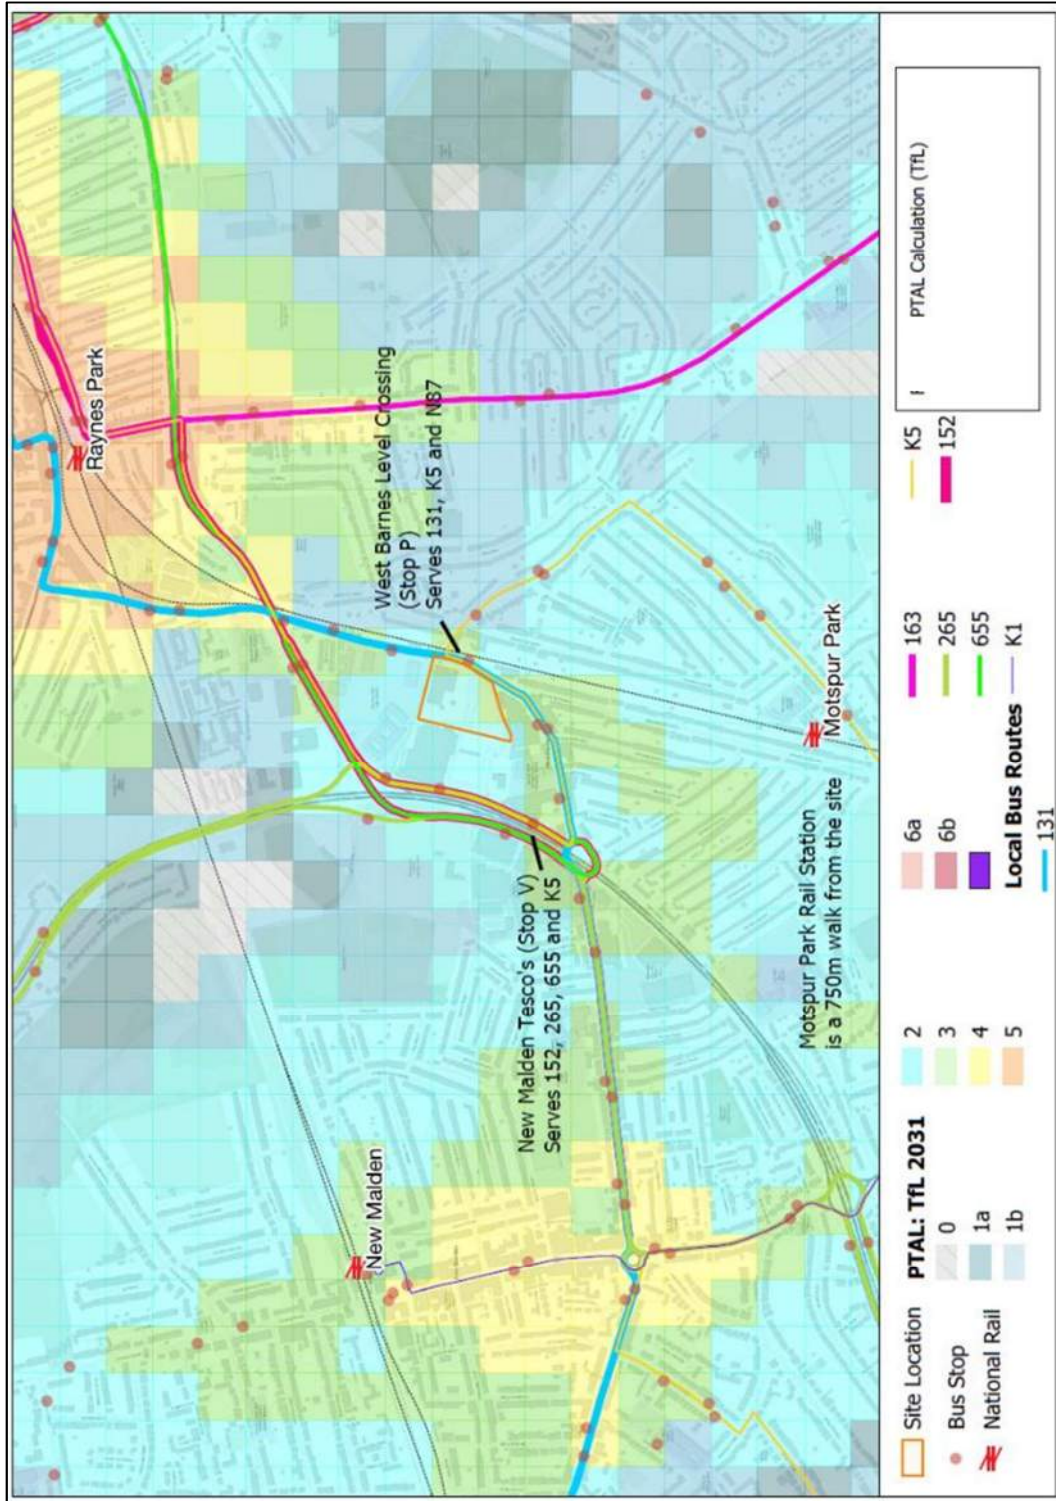 Raynes Park
West Barnes Level Crossing
(Stop P)
Serves 131, K5 and N87
New Malden
New Malden Tesco's (Stop V)
Serves 152, 265, 655 and K5
Motspur Park
Motspur Park Rail Station
is a 750m walk from the site
Site Location
Bus Stop
National Rail
PTAL: TfL 2031
0
1a
1b
2
3
4
5
6a
6b
Local Bus Routes
131
163
265
655
K1
K5
152
PTAL Calculation (TfL)